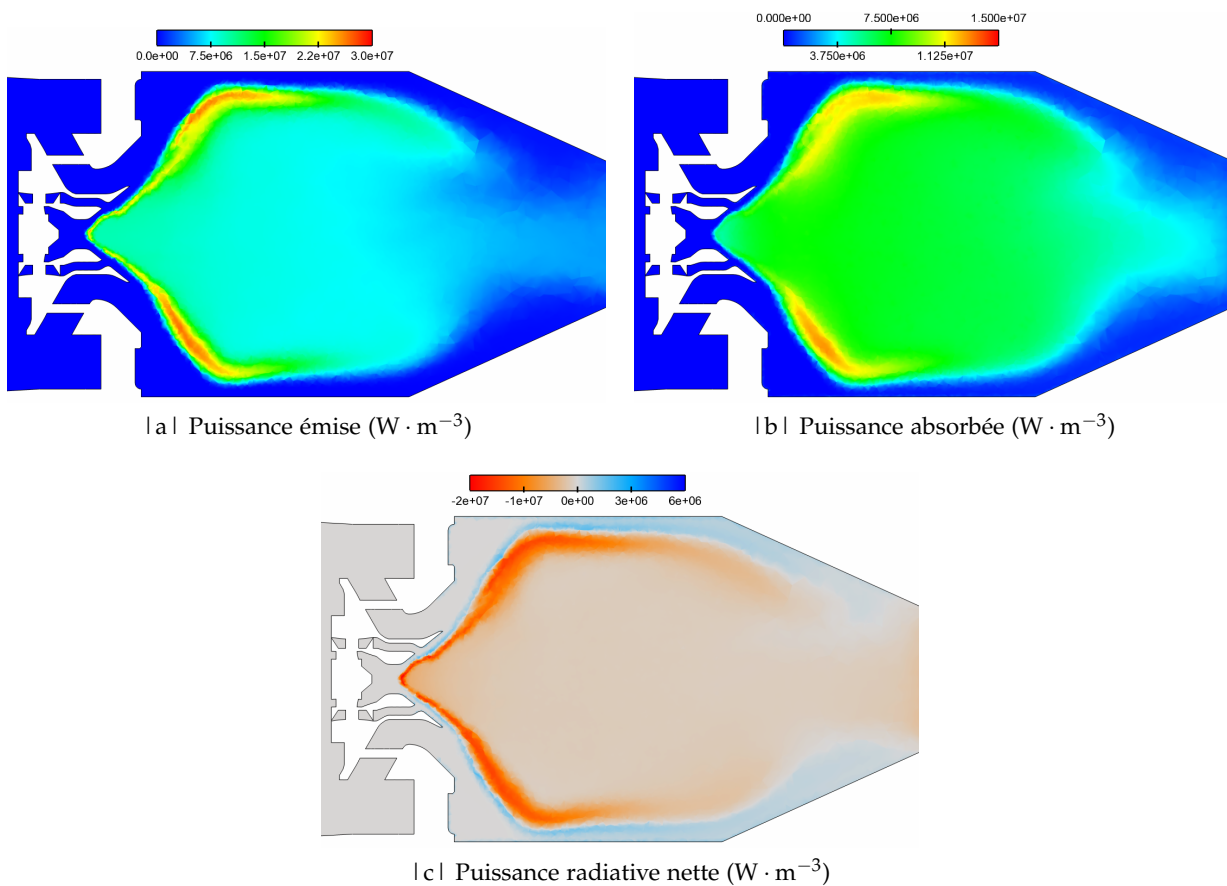 0.0e+00 7.5e+06 1.5e+07 2.2e+07 3.0e+07
0.000e+00 7.500e+06 1.500e+07
3.750e+06 1.125e+07
|a| Puissance émise (W · m⁻³)
|b| Puissance absorbée (W · m⁻³)
-2e+07 -1e+07 0e+00 3e+06 6e+06
|c| Puissance radiative nette (W · m⁻³)